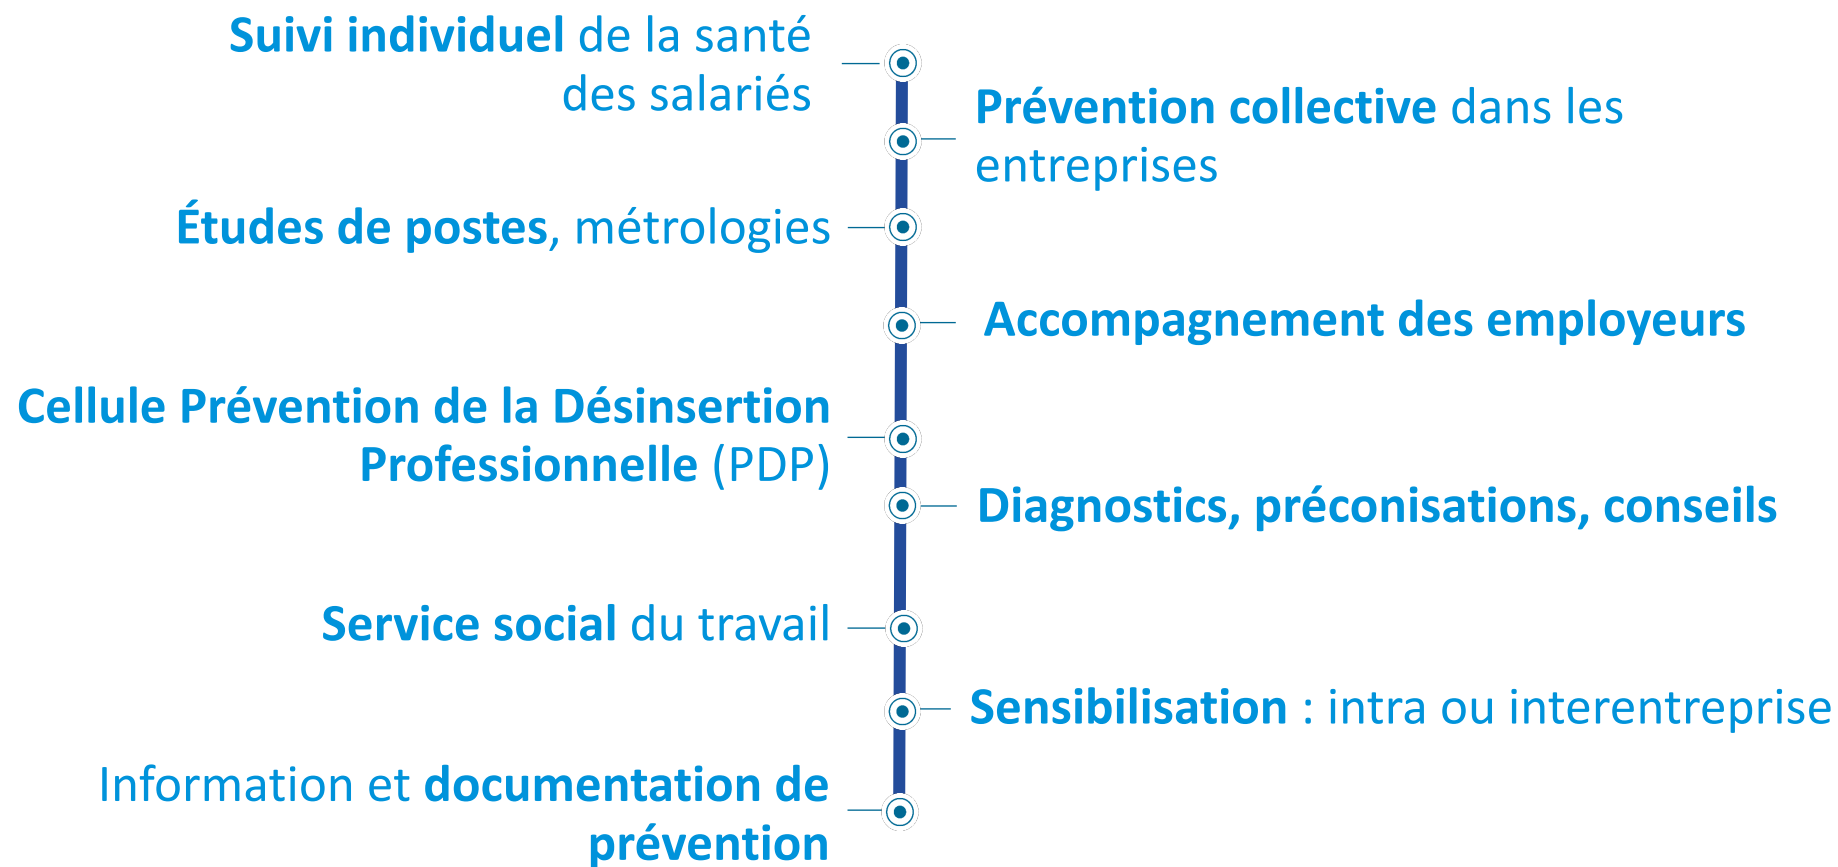 Suivi individuel de la santé
des salariés
Prévention collective dans les
entreprises
Études de postes, métrologies
Accompagnement des employeurs
Cellule Prévention de la Désinsertion
Professionnelle (PDP)
Diagnostics, préconisations, conseils
Service social du travail
Sensibilisation : intra ou interentreprise
Information et documentation de
prévention